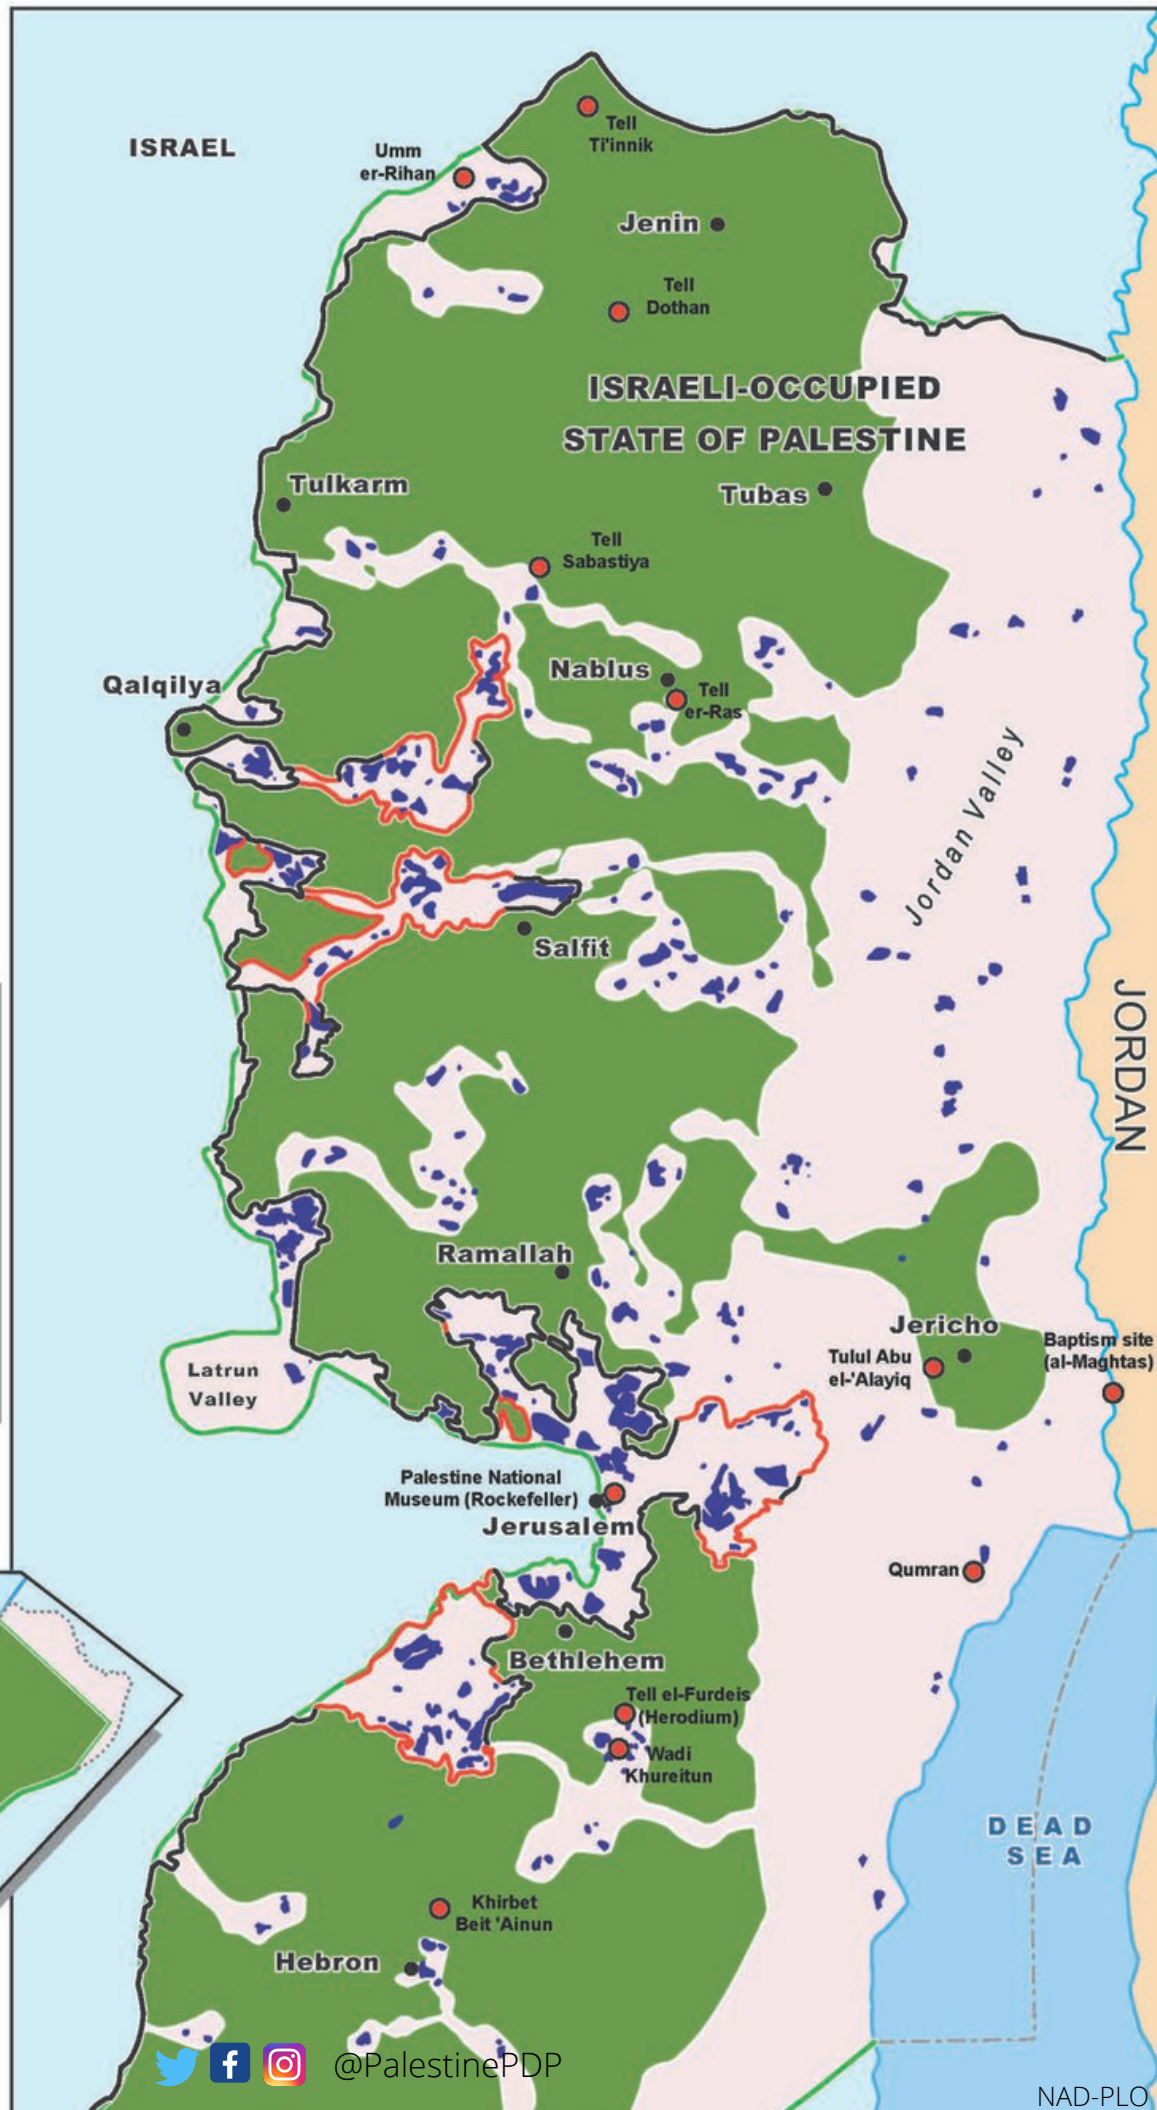 ISRAEL
Umm
er-Rihan
Tell
Ti'innik
Jenin
Tell
Dothan
ISRAELI-OCCUPIED
STATE OF PALESTINE
Tulkarm
Tubas
Tell
Sabastiya
Nablus
Qalqilya
Tell
er-Ras
Jordan Valley
Salfit
JORDAN
Ramallah
Jericho
Baptism site
(al-Maghtas)
Tulul Abu
el-'Alayiq
Latrun
Valley
Palestine National
Museum (Rockefeller)
Jerusalem
Qumran
Bethlehem
Tell el-Furdeis
(Herodium)
Wadi
Khureitun
DEAD
SEA
Khirbet
Beit 'Ainun
Hebron
@PalestinePDP
NAD-PLO